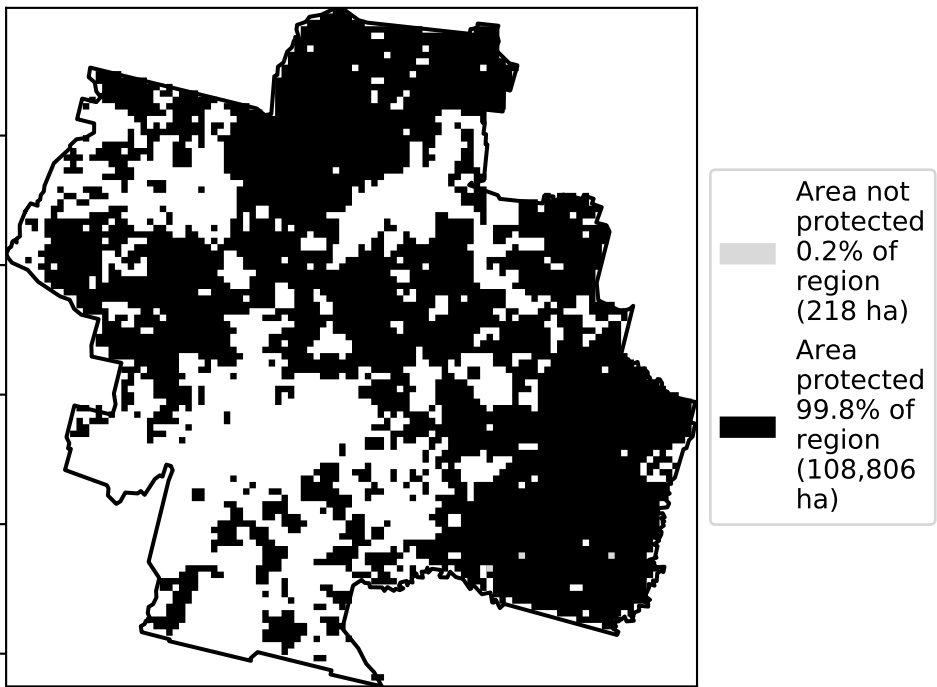 Area not
protected
0.2% of
region
(218 ha)
Area
protected
99.8% of
region
(108,806
ha)